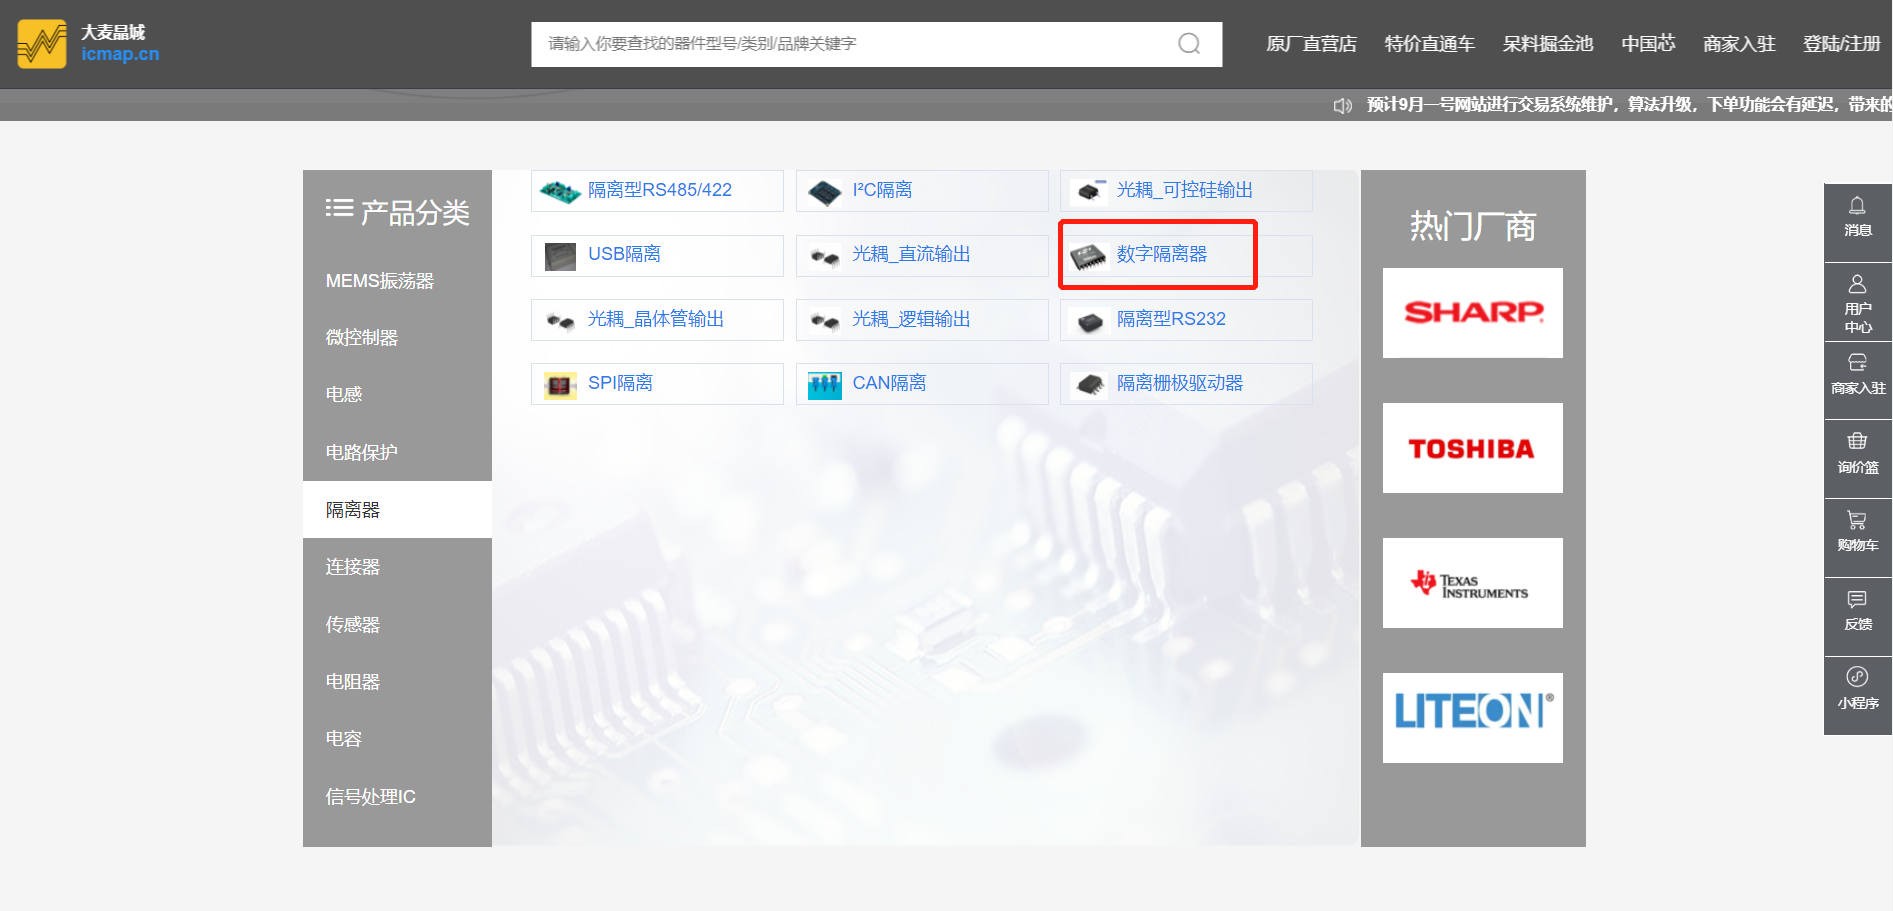 大麦晶城
icmap.cn
请输入你要查找的器件型号/类别/品牌关键字
原厂直营店
特价直通车
呆料掘金池
中国芯
商家入驻
登陆/注册
预计9月一号网站进行交易系统维护，算法升级，下单功能会有延迟，带来的
产品分类
MEMS振荡器
微控制器
电感
电路保护
隔离器
连接器
传感器
电阻器
电容
信号处理IC
隔离型RS485/422
I²C隔离
光耦_可控硅输出
USB隔离
光耦_直流输出
数字隔离器
光耦_晶体管输出
光耦_逻辑输出
隔离型RS232
SPI隔离
CAN隔离
隔离栅极驱动器
热门厂商
SHARP
TOSHIBA
TEXAS
INSTRUMENTS
LITEON®
消息
用户
中心
商家入驻
询价篮
购物车
反馈
小程序